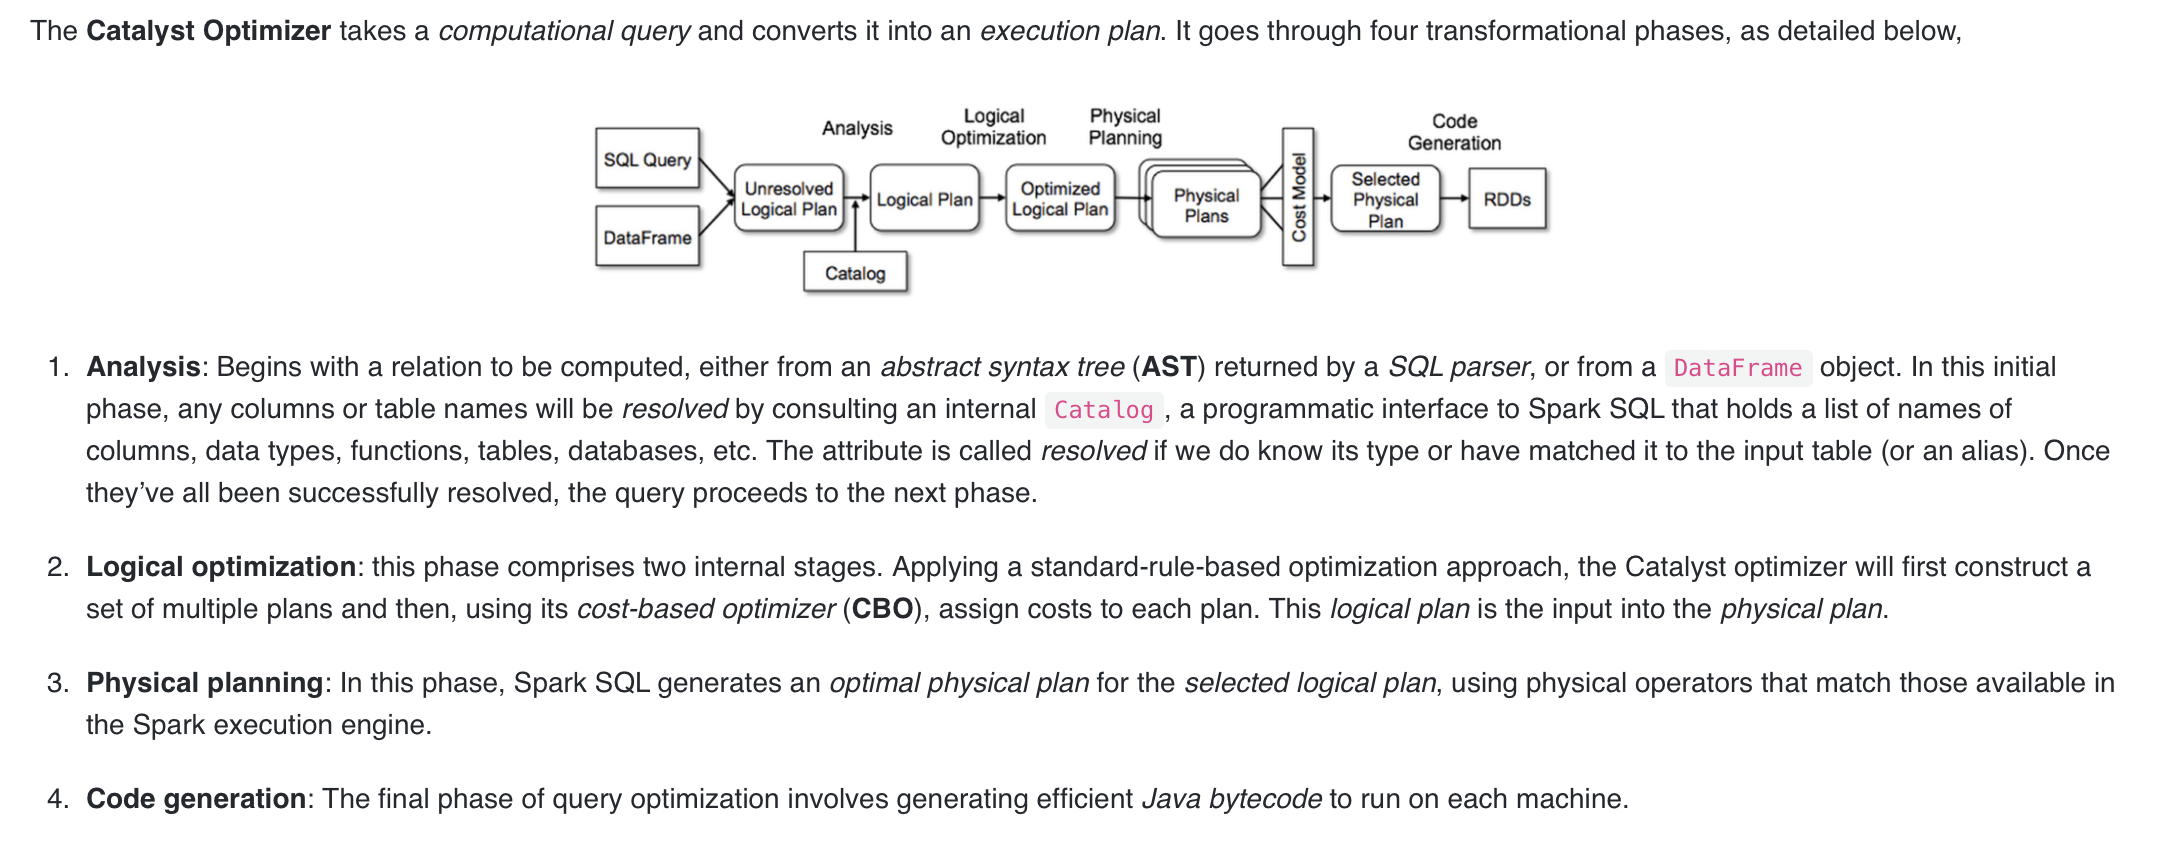 The Catalyst Optimizer takes a computational query and converts it into an execution plan. It goes through four transformational phases, as detailed below,
Analysis
Logical
Optimization
Physical
Planning
Code
Generation
SQL Query
DataFrame
Unresolved
Logical Plan
Catalog
Logical Plan
Optimized
Logical Plan
Physical
Plans
Cost Model
Selected
Physical
Plan
RDDs
1. Analysis: Begins with a relation to be computed, either from an abstract syntax tree (AST) returned by a SQL parser, or from a DataFrame object. In this initial
phase, any columns or table names will be resolved by consulting an internal Catalog , a programmatic interface to Spark SQL that holds a list of names of
columns, data types, functions, tables, databases, etc. The attribute is called resolved if we do know its type or have matched it to the input table (or an alias). Once
they’ve all been successfully resolved, the query proceeds to the next phase.
2. Logical optimization: this phase comprises two internal stages. Applying a standard-rule-based optimization approach, the Catalyst optimizer will first construct a
set of multiple plans and then, using its cost-based optimizer (CBO), assign costs to each plan. This logical plan is the input into the physical plan.
3. Physical planning: In this phase, Spark SQL generates an optimal physical plan for the selected logical plan, using physical operators that match those available in
the Spark execution engine.
4. Code generation: The final phase of query optimization involves generating efficient Java bytecode to run on each machine.